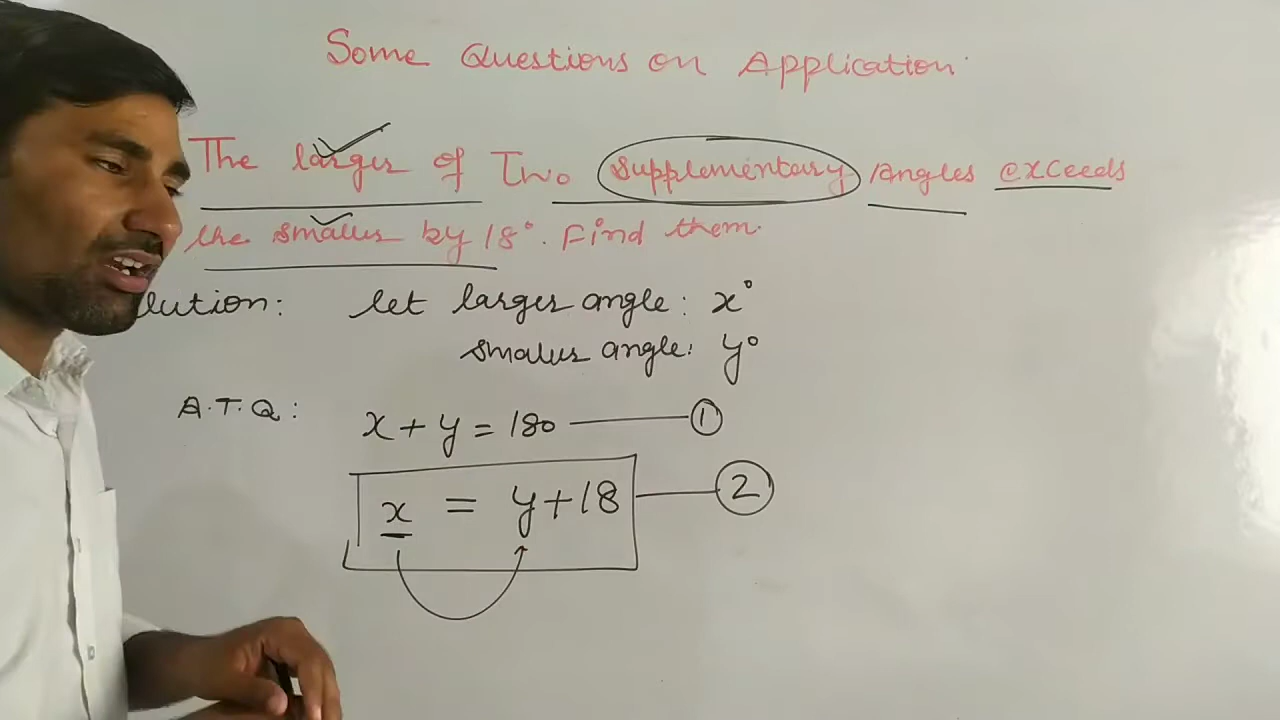 Some Questions on Application
The larger of Two Supplementary Angles exceeds
the smaller by 18°. Find them.
lution: let larger angle: x°
smaller angle: y°
A.T.Q: x + y = 180 1
x = y+18 2